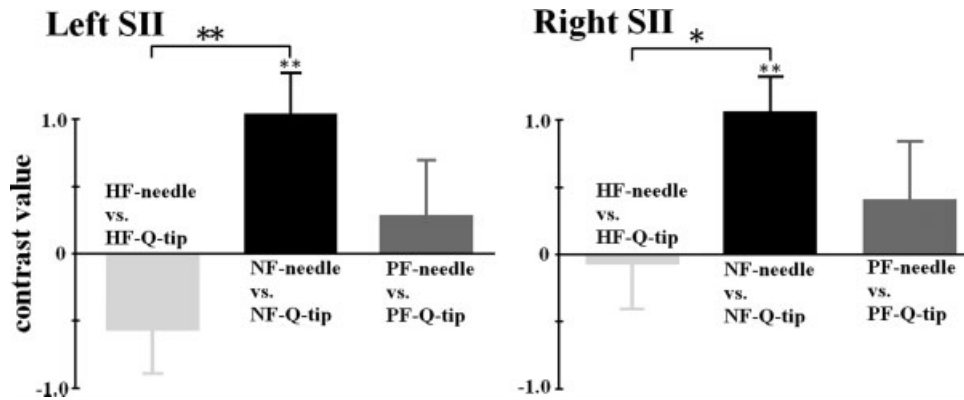 Left SII
**
**
1.0
0
-1.0
contrast value
HF-needle
vs.
HF-Q-tip
NF-needle
vs.
NF-Q-tip
PF-needle
vs.
PF-Q-tip
Right SII
*
**
1.0
0
-1.0
HF-needle
vs.
HF-Q-tip
NF-needle
vs.
NF-Q-tip
PF-needle
vs.
PF-Q-tip